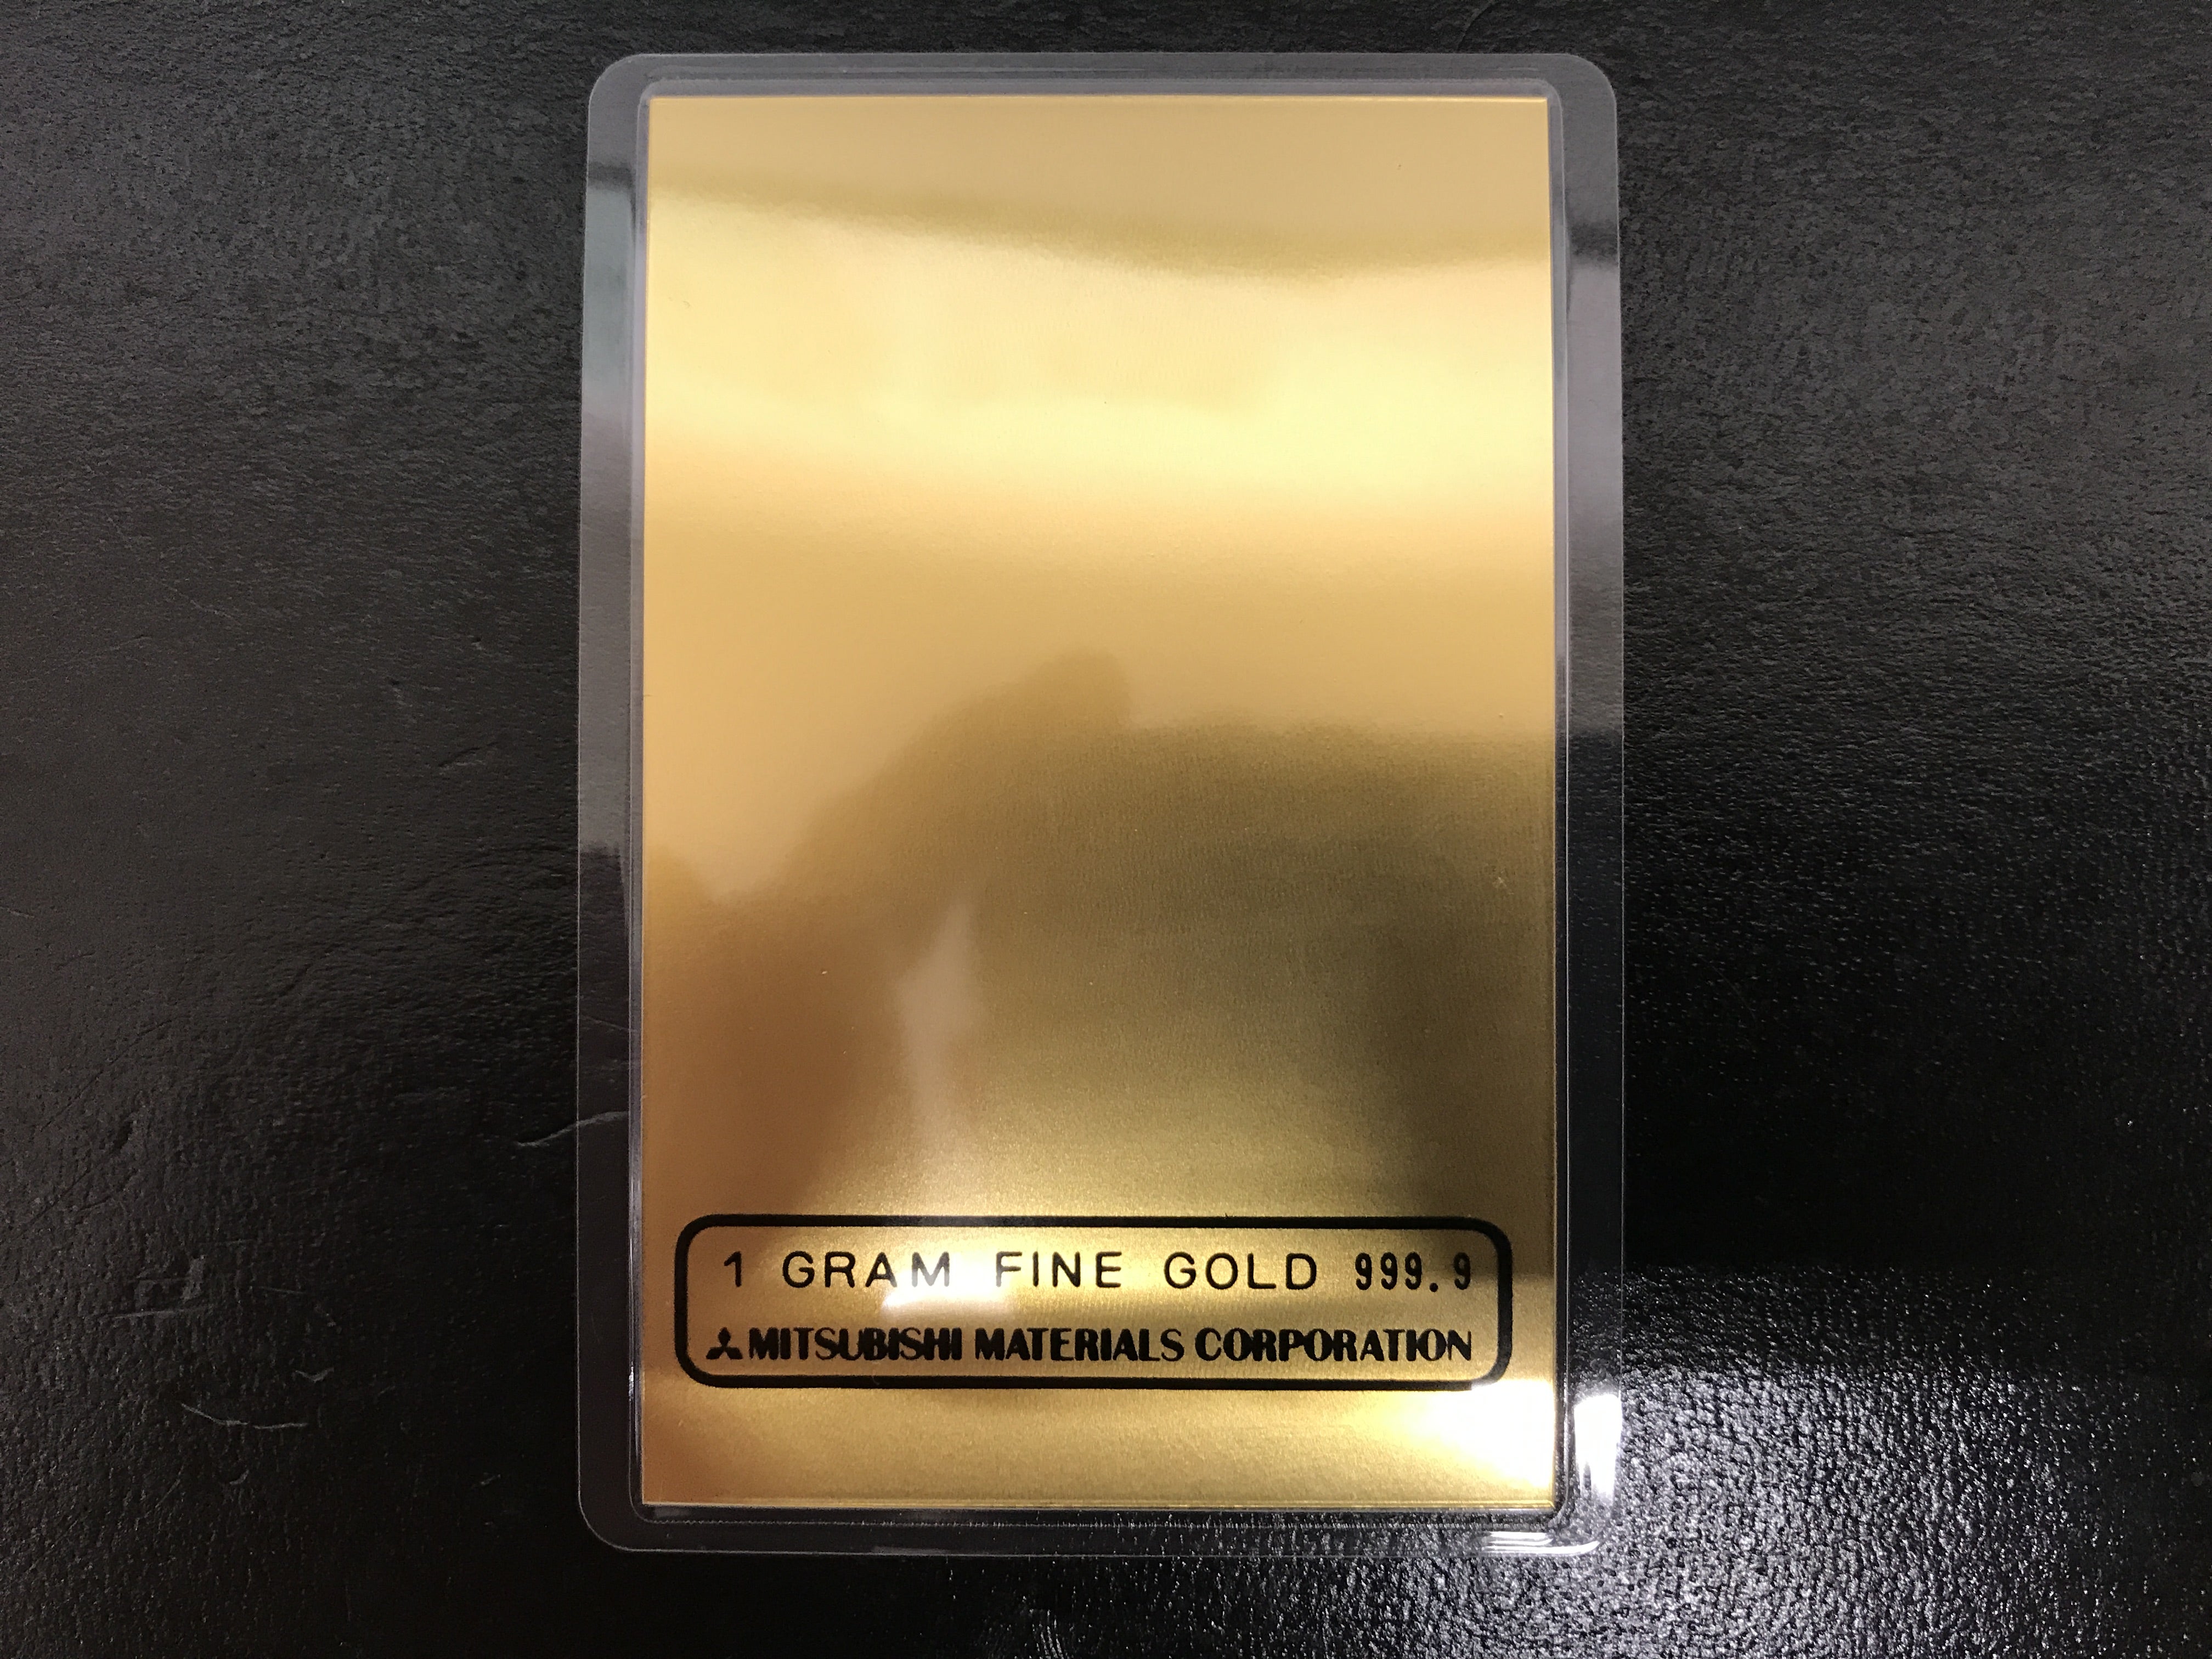 1 GRAM FINE GOLD 999.9
MITSUBISHI MATERIALS CORPORATION